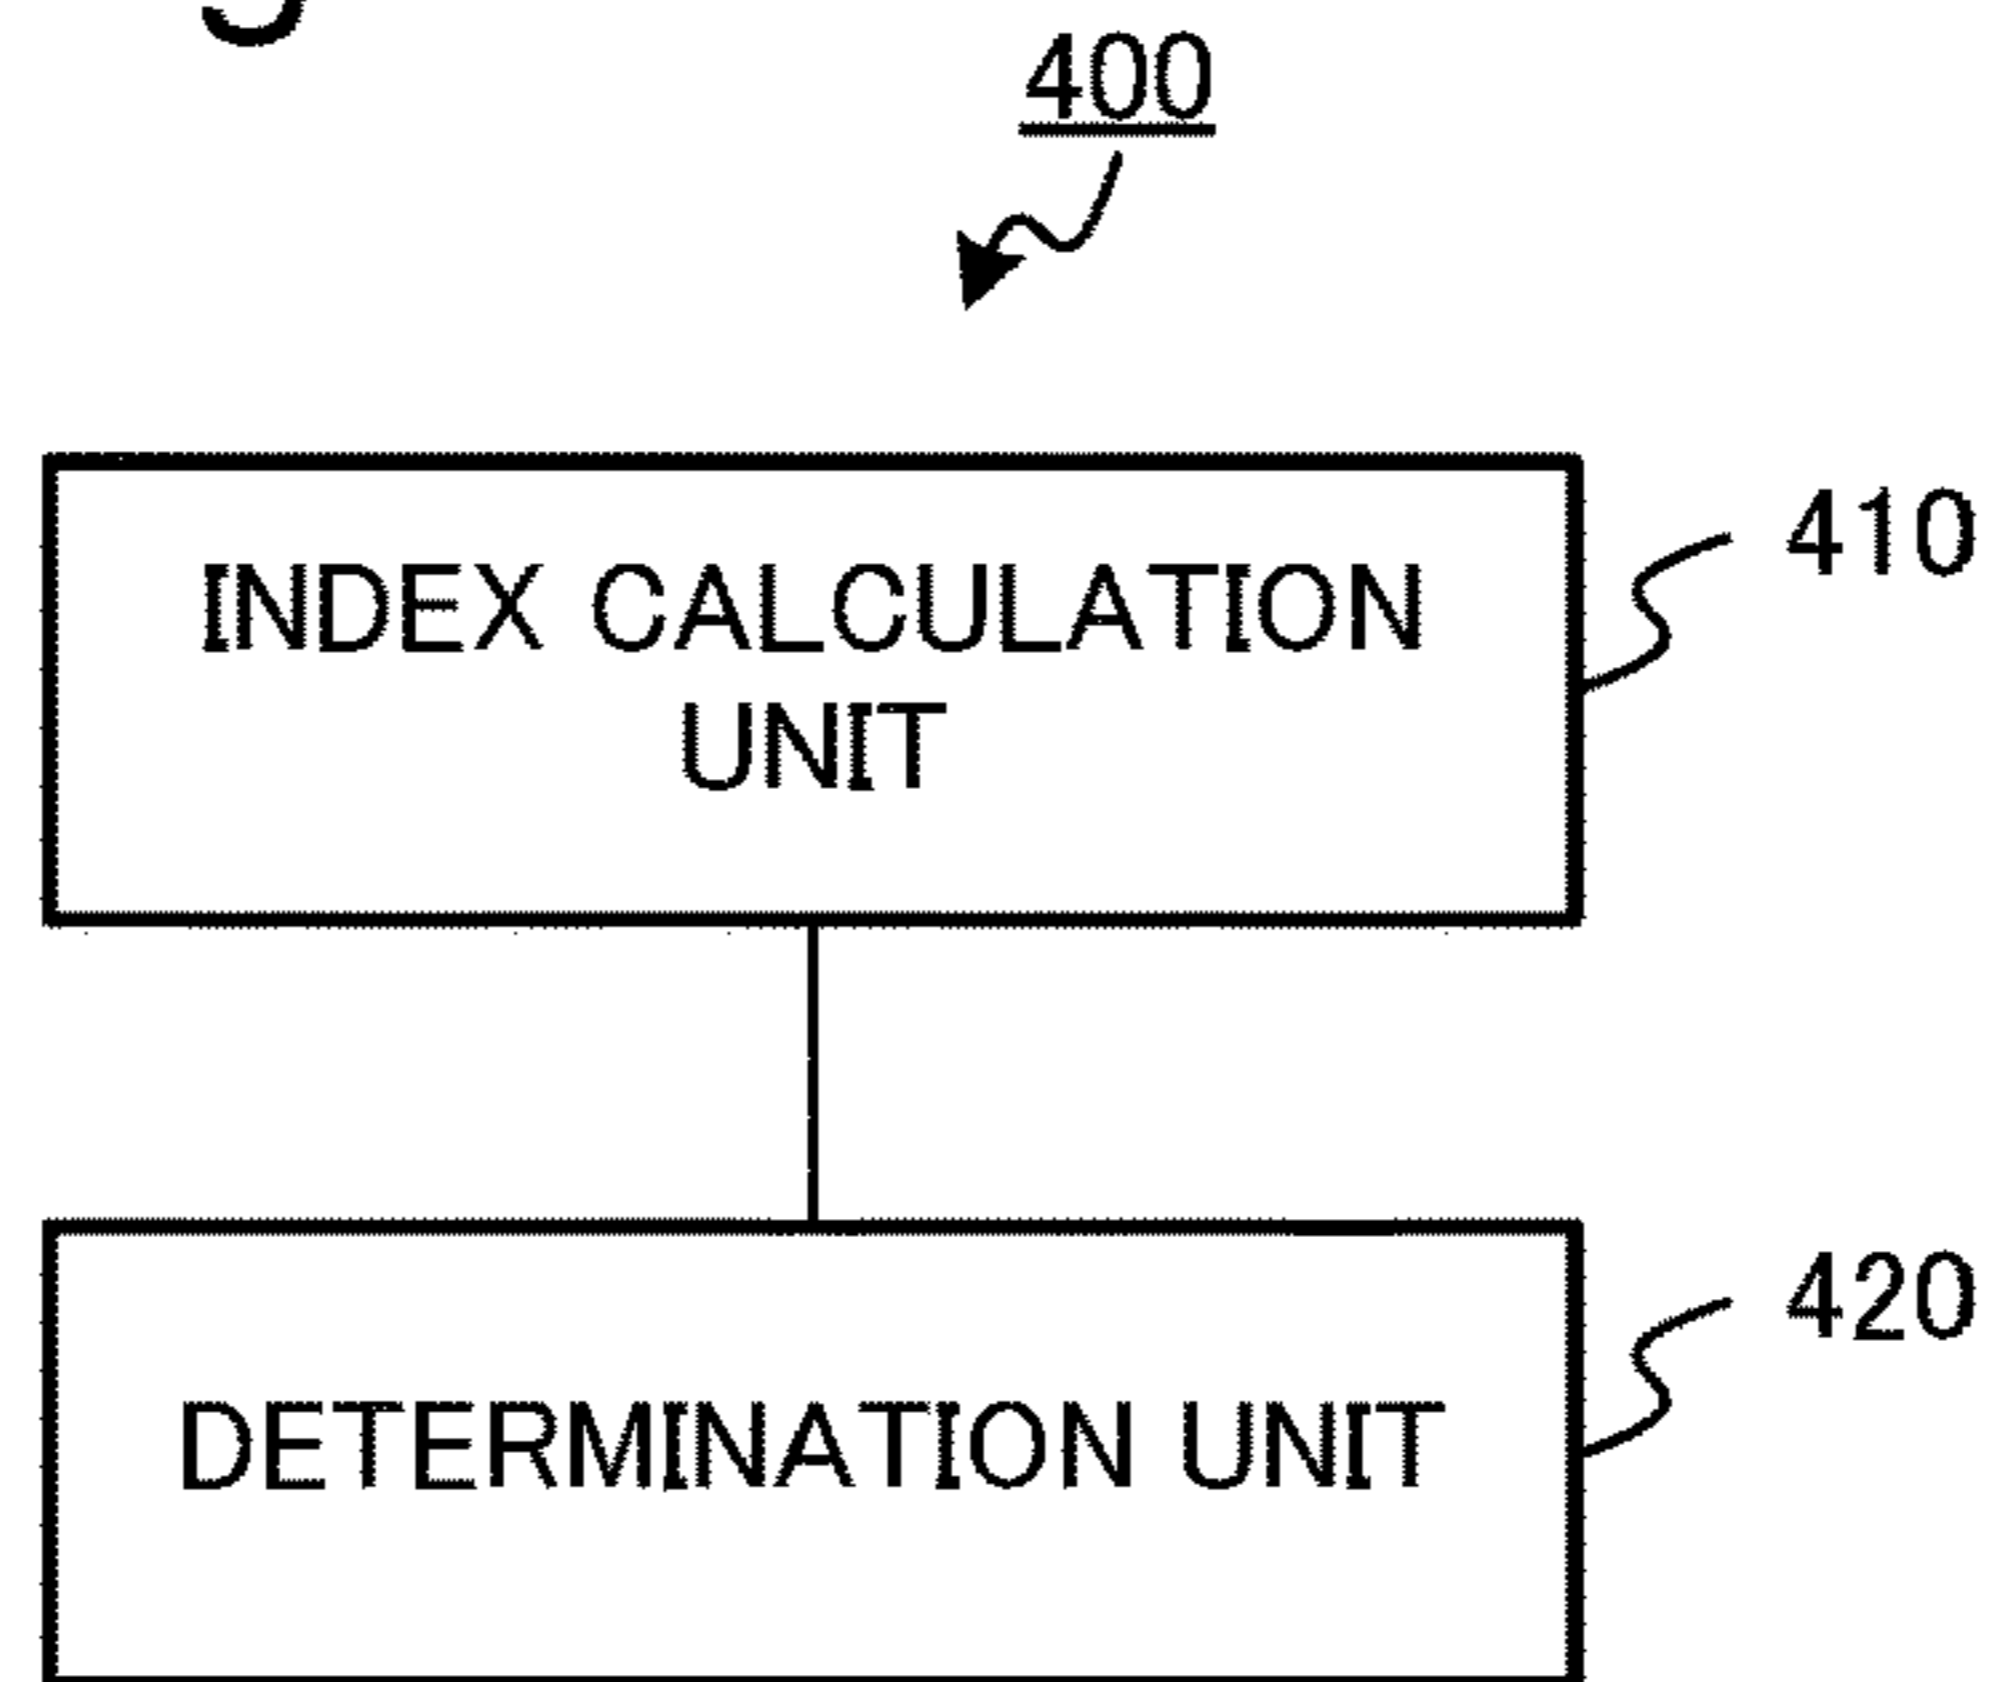 400
410
INDEX CALCULATION
UNIT
420
DETERMINATION UNIT